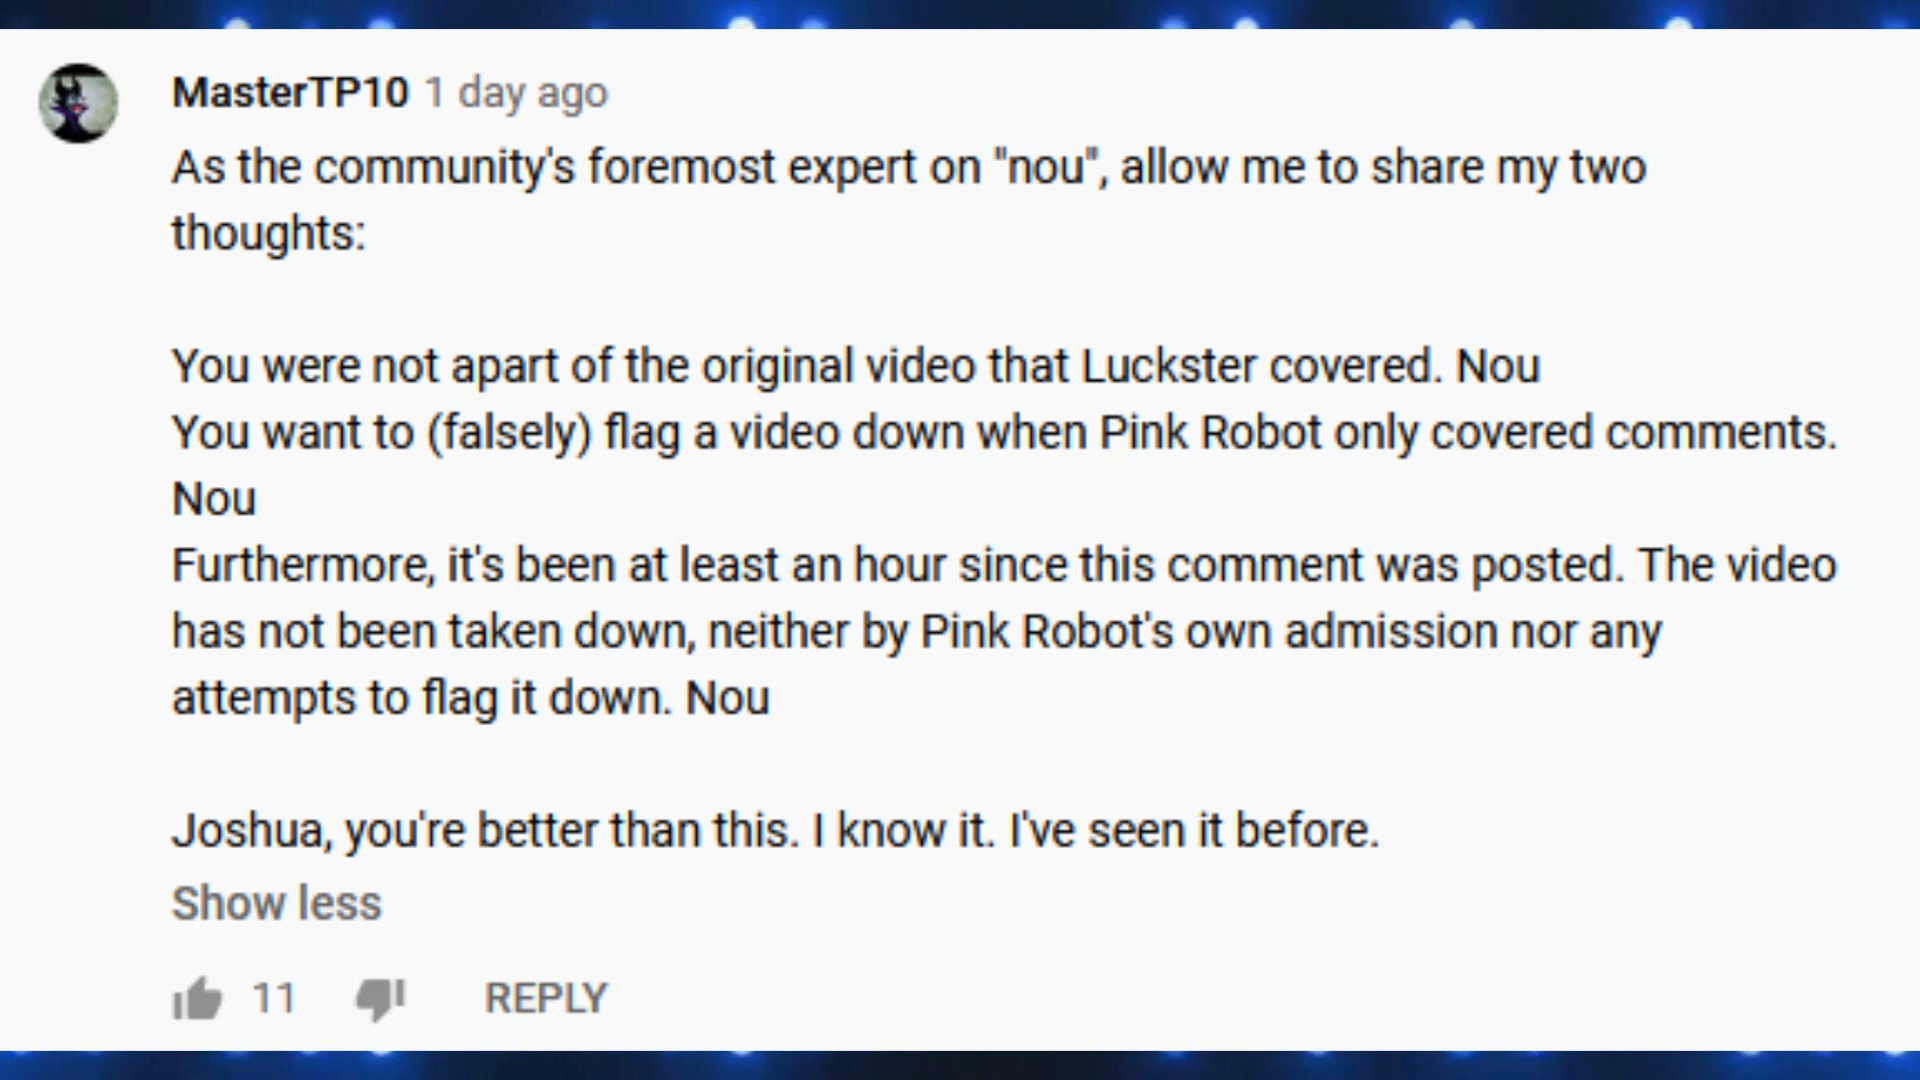 MasterTP10 1 day ago
As the community's foremost expert on "nou", allow me to share my two
thoughts:
You were not apart of the original video that Luckster covered. Nou
You want to (falsely) flag a video down when Pink Robot only covered comments.
Nou
Furthermore, it's been at least an hour since this comment was posted. The video
has not been taken down, neither by Pink Robot's own admission nor any
attempts to flag it down. Nou
Joshua, you're better than this. I know it. I've seen it before.
Show less
11 REPLY